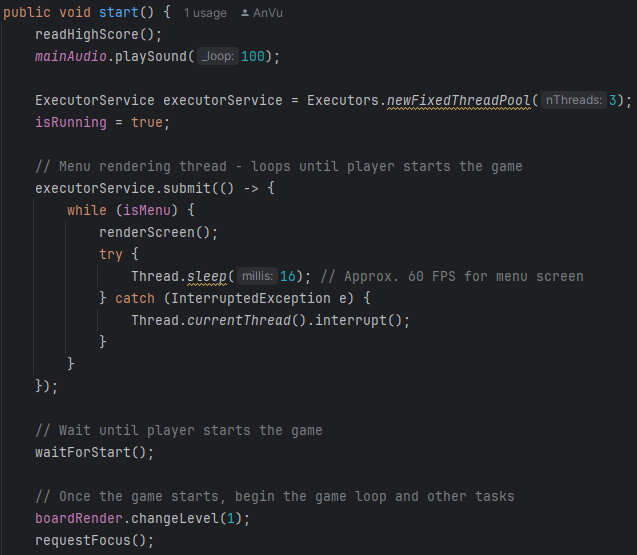 public void start() { 1 usage AnVu
readHighScore();
mainAudio.playSound(_loop: 100);
ExecutorService executorService = Executors.newFixedThreadPool(nThreads: 3);
isRunning = true;
// Menu rendering thread - loops until player starts the game
executorService.submit(() -> {
while (isMenu) {
renderScreen();
try {
Thread.sleep(millis: 16); // Approx. 60 FPS for menu screen
} catch (InterruptedException e) {
Thread.currentThread().interrupt();
}
}
});
// Wait until player starts the game
waitForStart();
// Once the game starts, begin the game loop and other tasks
boardRender.changeLevel(1);
requestFocus();